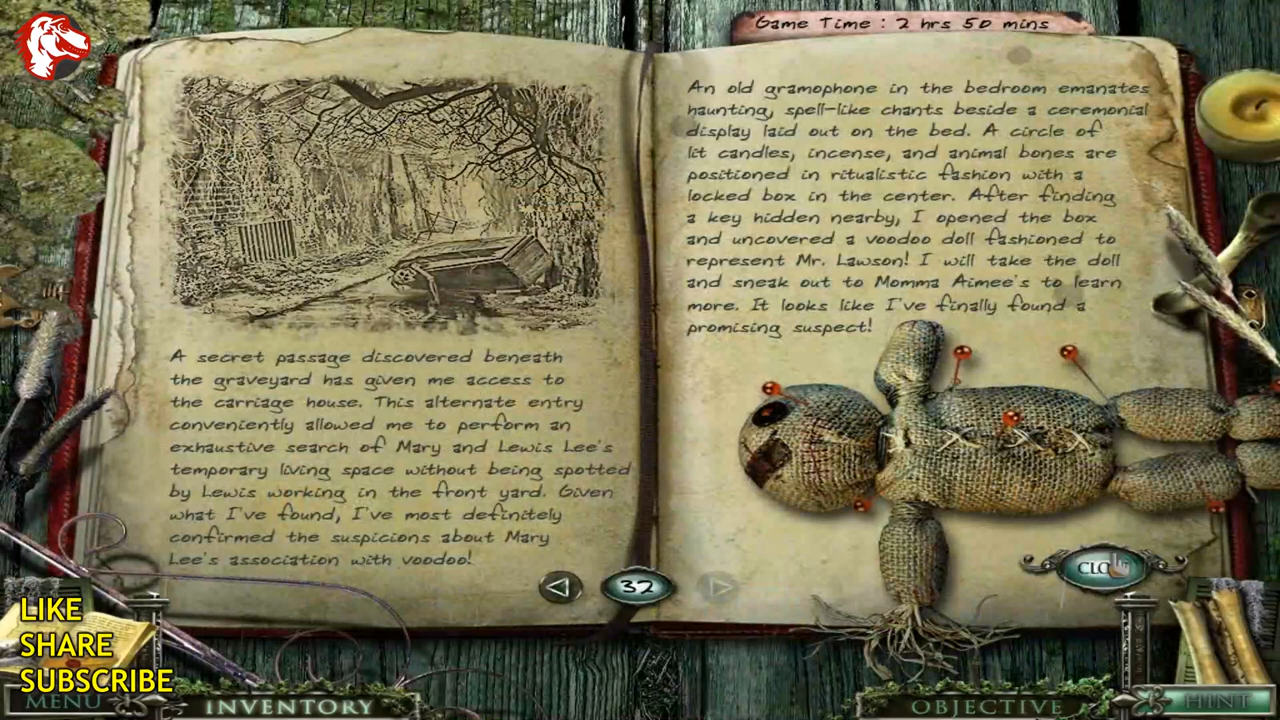 Game Time : 2 hrs 50 mins
A secret passage discovered beneath
the graveyard has given me access to
the carriage house. This alternate entry
conveniently allowed me to perform an
exhaustive search of Mary and Lewis Lee's
temporary living space without being spotted
by Lewis working in the front yard. Given
what I've found, I've most definitely
confirmed the suspicions about Mary
Lee's association with voodoo!
An old gramophone in the bedroom emanates
haunting, spell-like chants beside a ceremonial
display laid out on the bed. A circle of
lit candles, incense, and animal bones are
positioned in ritualistic fashion with a
locked box in the center. After finding
a key hidden nearby, I opened the box
and uncovered a voodoo doll fashioned to
represent Mr. Lawson! I will take the doll
and sneak out to Momma Aimee's to learn
more. It looks like I've finally found a
promising suspect!
32
LIKE
SHARE
SUBSCRIBE
MENU
INVENTORY
OBJECTIVE
HINT